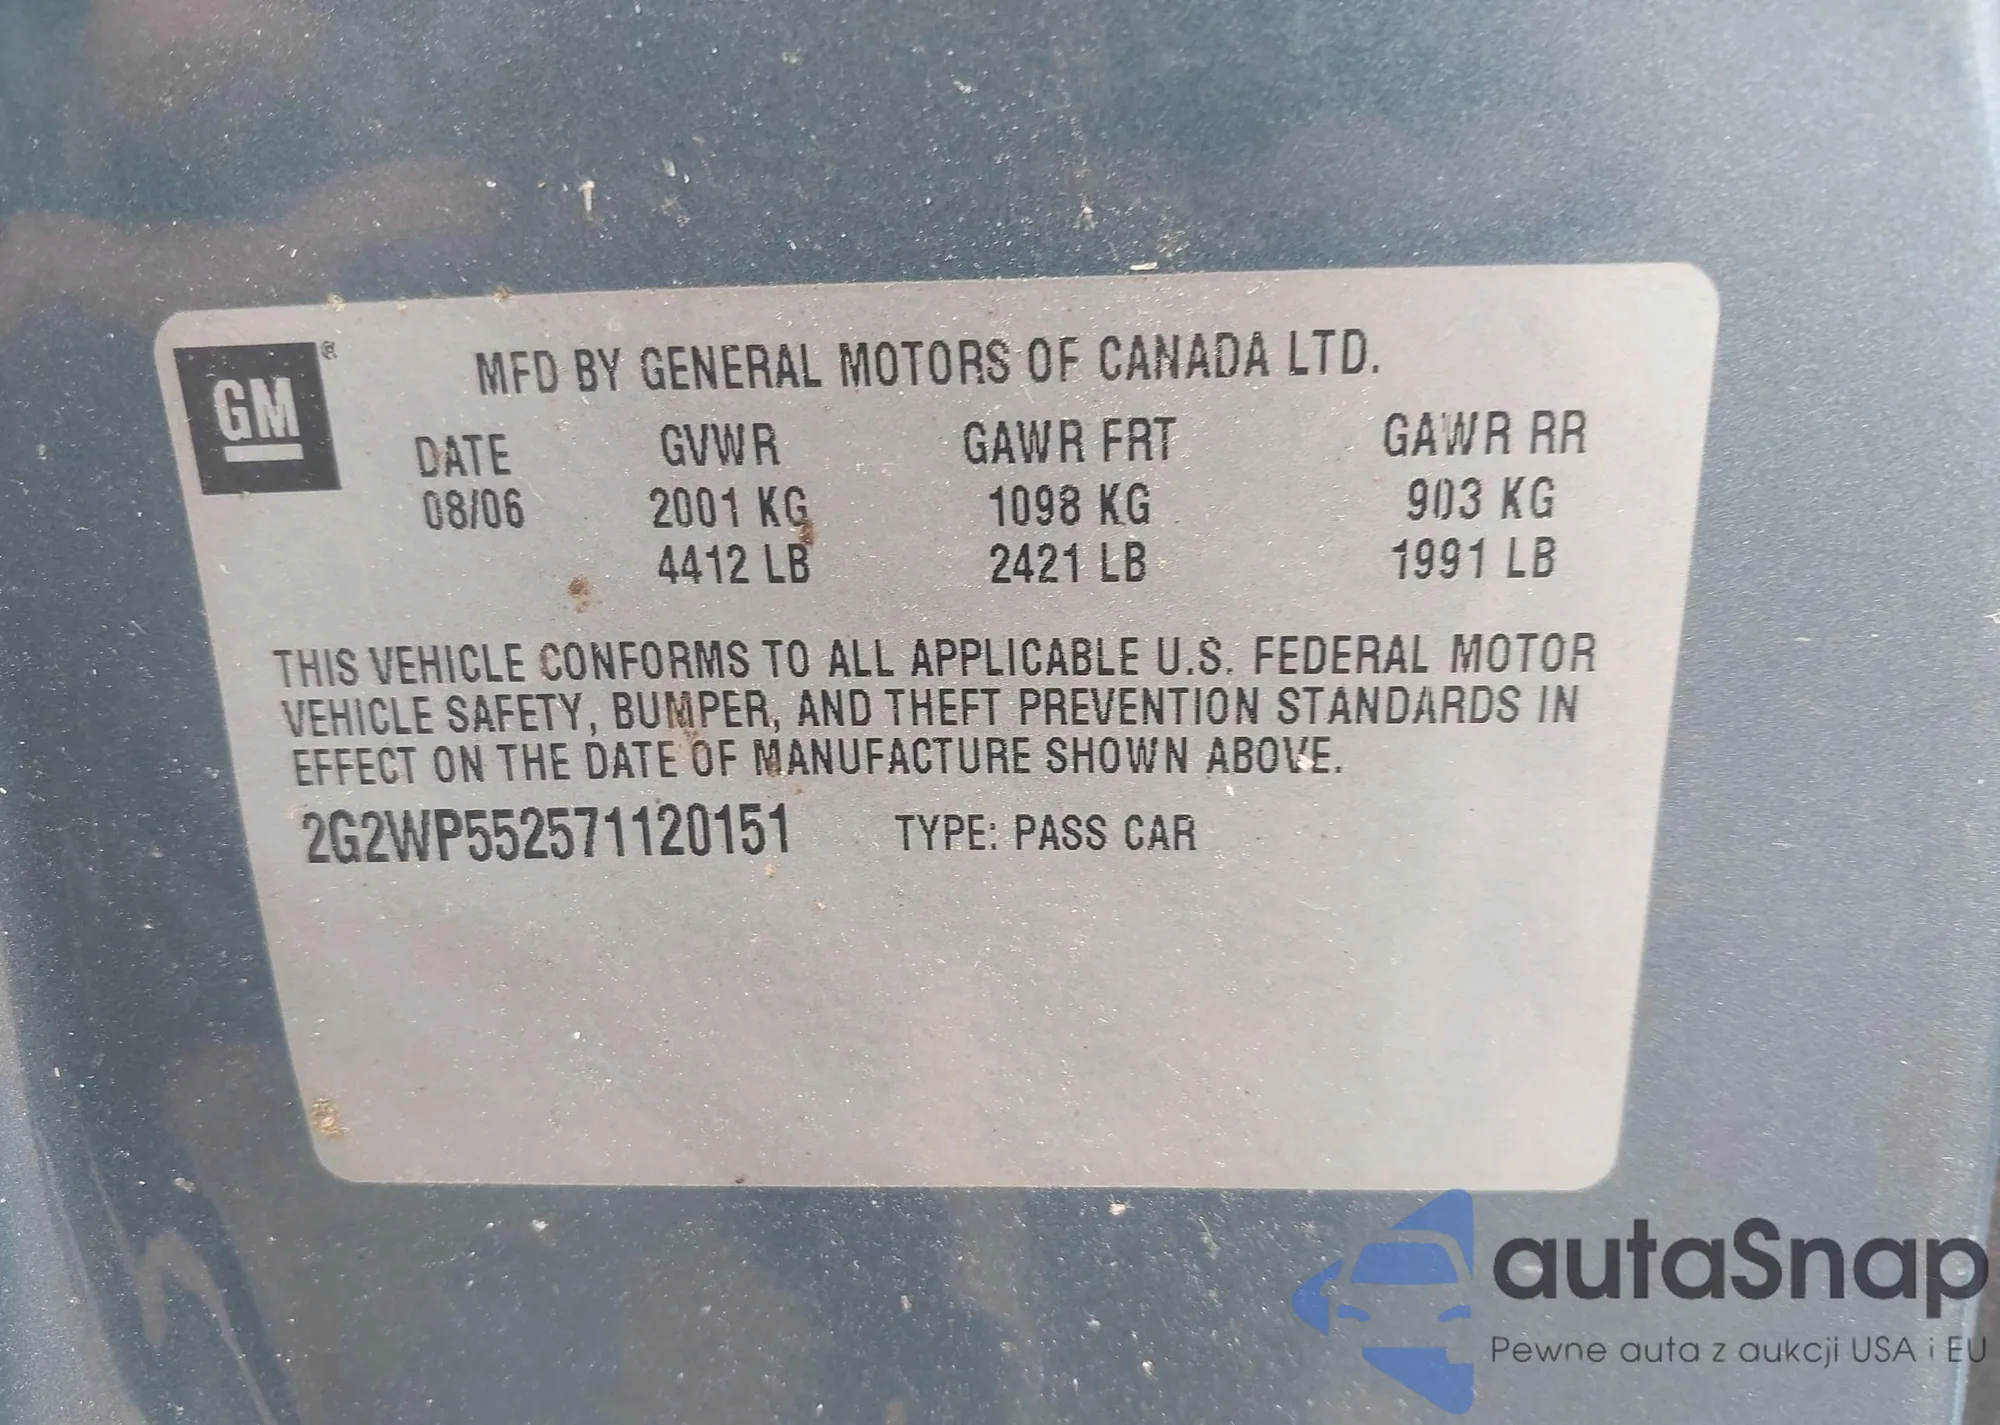 GM®
MFD BY GENERAL MOTORS OF CANADA LTD.
DATE GVWR GAWR FRT GAWR RR
08/06 2001 KG 1098 KG 903 KG
4412 LB 2421 LB 1991 LB
THIS VEHICLE CONFORMS TO ALL APPLICABLE U.S. FEDERAL MOTOR
VEHICLE SAFETY, BUMPER, AND THEFT PREVENTION STANDARDS IN
EFFECT ON THE DATE OF MANUFACTURE SHOWN ABOVE.
2G2WP552571120151 TYPE: PASS CAR
autaSnap
Pewne auta z aukcji USA i EU